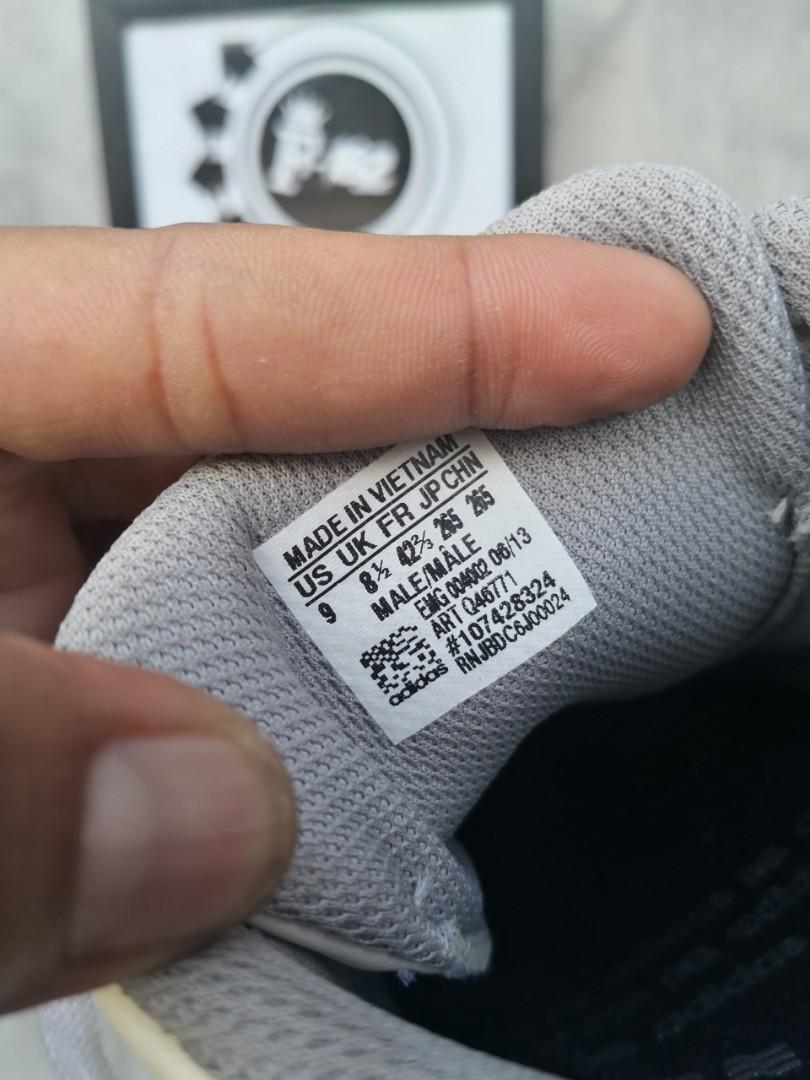 MADE IN VIETNAM
US UK FR JP CHN
9 8½ 42⅔ 265 265
MALE/MÂLE
EMG 004002 06/13
ART Q46771
#107428324
RNJBDC6J00024
adidas
adidas